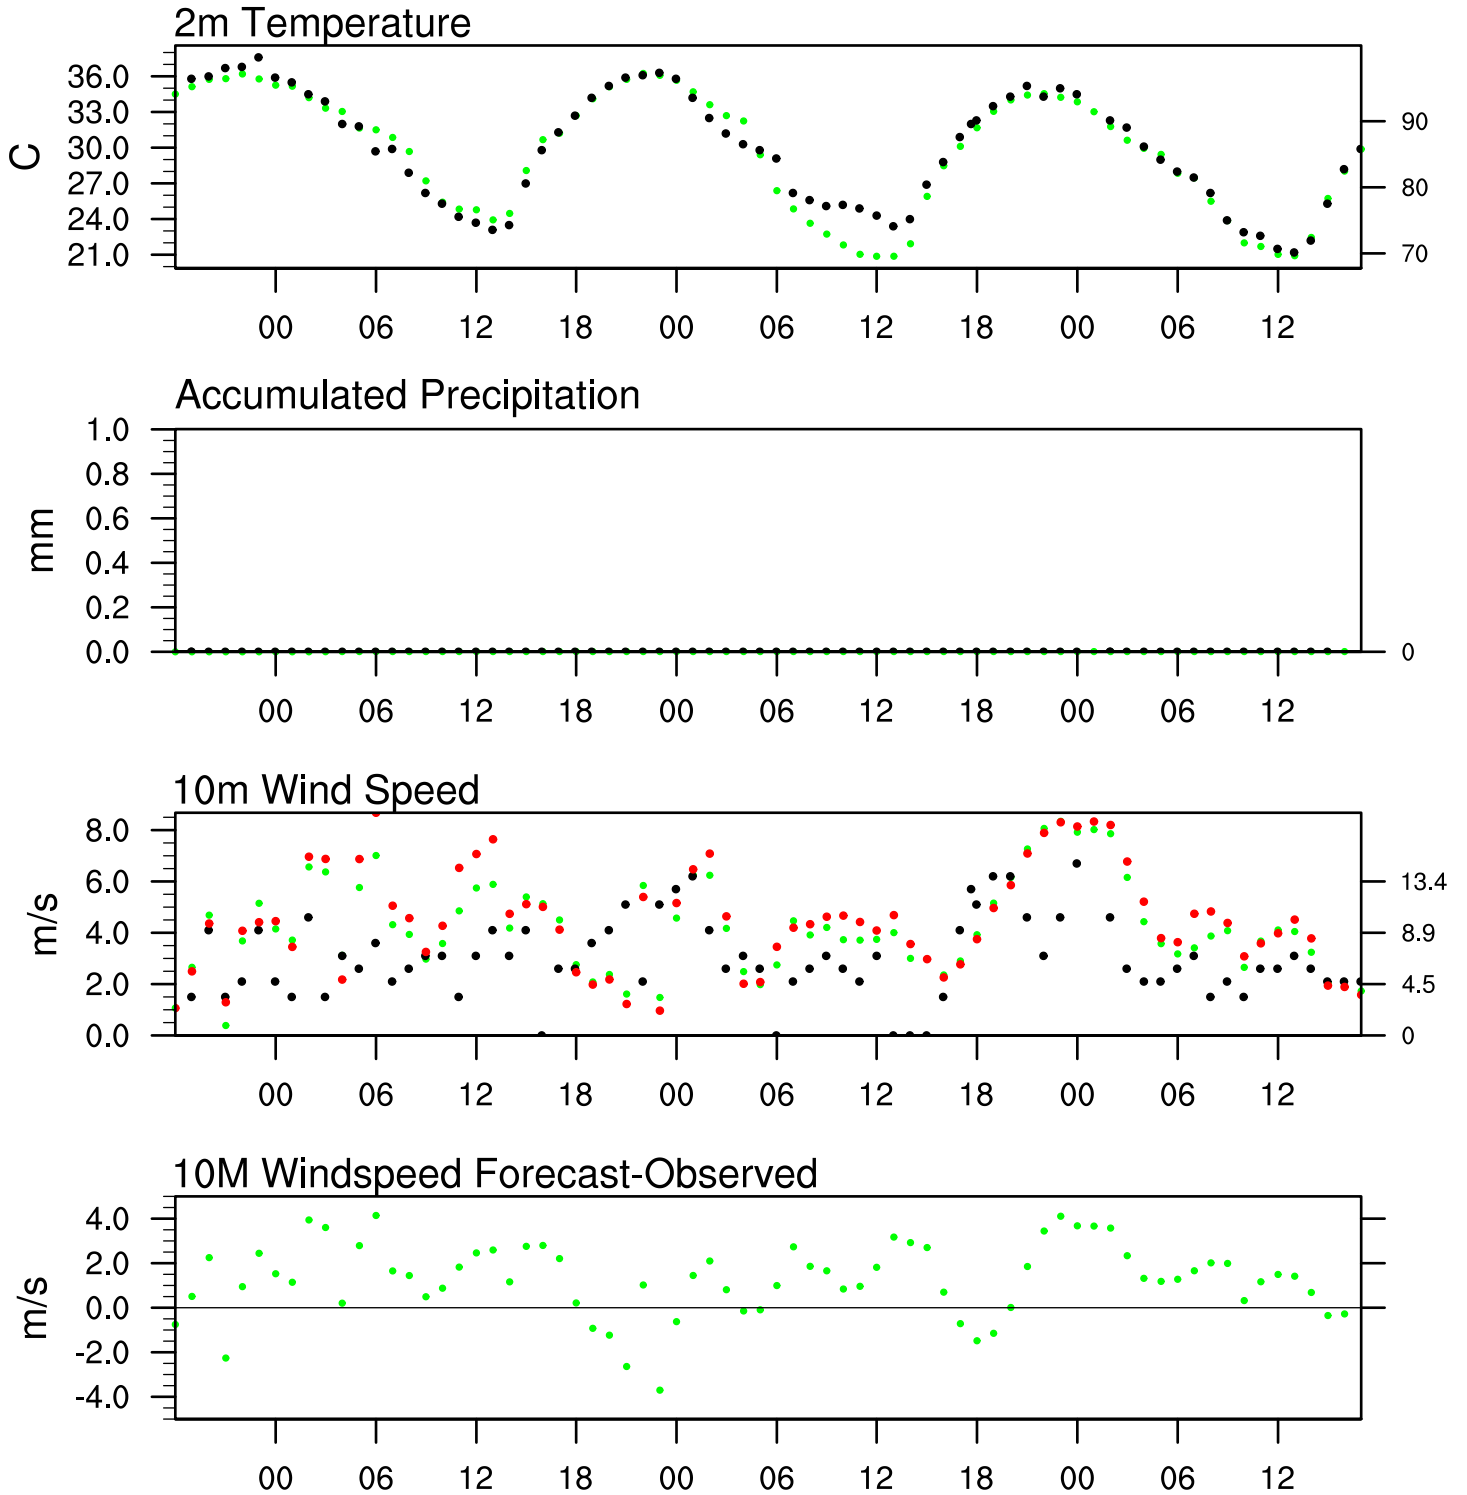 2m Temperature
C
36.0
33.0
30.0
27.0
24.0
21.0
90
80
70
00 06 12 18 00 06 12 18 00 06 12
Accumulated Precipitation
mm
1.0
0.8
0.6
0.4
0.2
0.0
0
00 06 12 18 00 06 12 18 00 06 12
10m Wind Speed
m/s
8.0
6.0
4.0
2.0
0.0
13.4
8.9
4.5
0
00 06 12 18 00 06 12 18 00 06 12
10M Windspeed Forecast-Observed
m/s
4.0
2.0
0.0
-2.0
-4.0
00 06 12 18 00 06 12 18 00 06 12